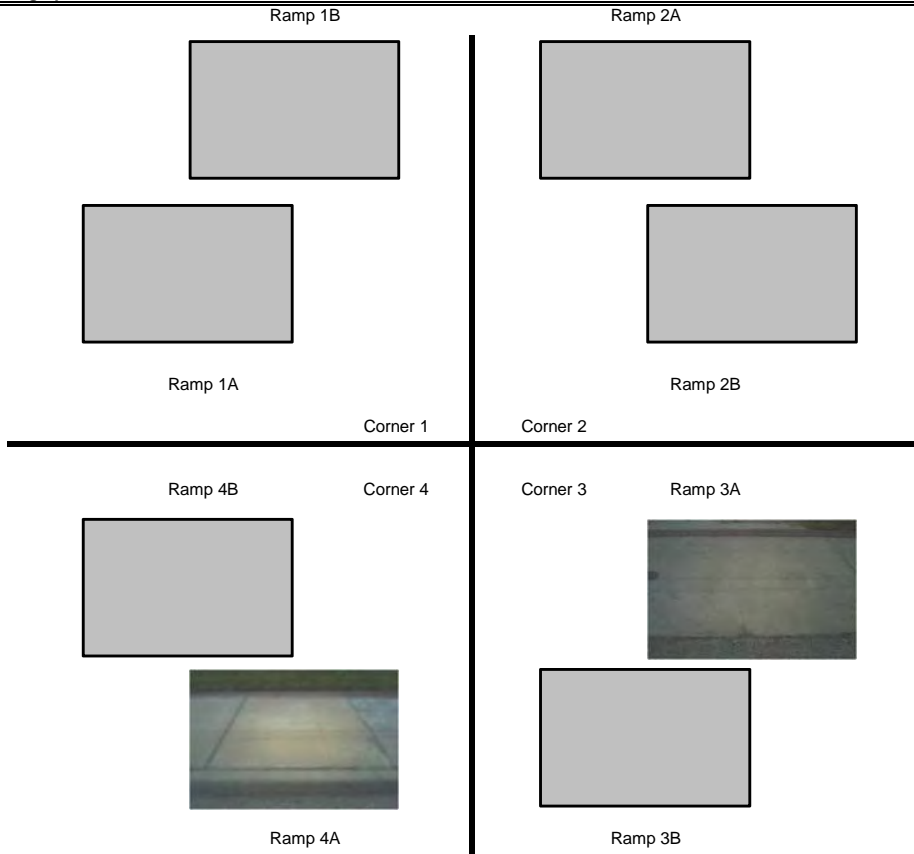 Ramp 1B
Ramp 2A
Ramp 1A
Ramp 2B
Corner 1
Corner 2
Ramp 4B
Corner 4
Corner 3
Ramp 3A
Ramp 4A
Ramp 3B